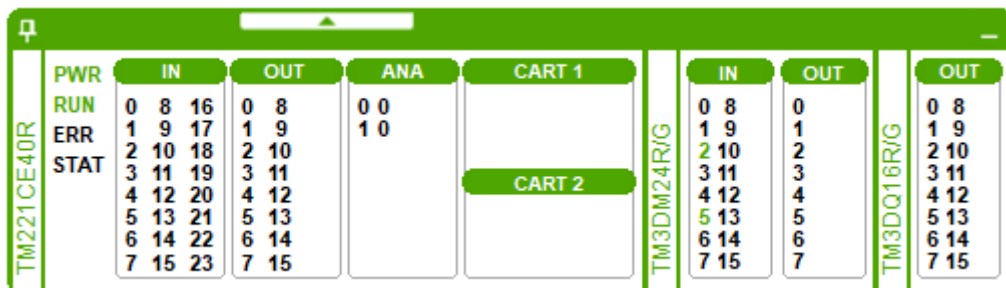 TM221CE40R
PWR
RUN
ERR
STAT
IN
0 8 16
1 9 17
2 10 18
3 11 19
4 12 20
5 13 21
6 14 22
7 15 23
OUT
0 8
1 9
2 10
3 11
4 12
5 13
6 14
7 15
ANA
0 0
1 0
CART 1
CART 2
TM3DM24R/G
IN
0 8
1 9
2 10
3 11
4 12
5 13
6 14
7 15
OUT
0
1
2
3
4
5
6
7
TM3DQ16R/G
OUT
0 8
1 9
2 10
3 11
4 12
5 13
6 14
7 15